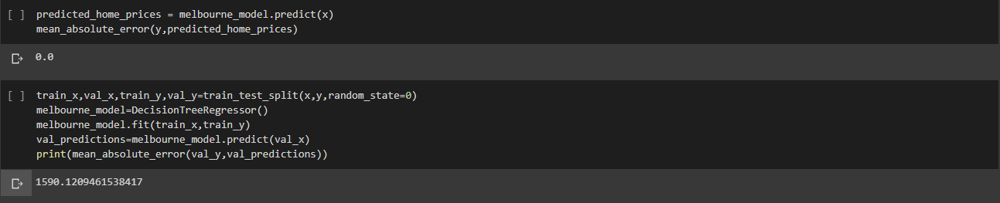 [ ] predicted_home_prices = melbourne_model.predict(x)
mean_absolute_error(y,predicted_home_prices)
0.0
[ ] train_x,val_x,train_y,val_y=train_test_split(x,y,random_state=0)
melbourne_model=DecisionTreeRegressor()
melbourne_model.fit(train_x,train_y)
val_predictions=melbourne_model.predict(val_x)
print(mean_absolute_error(val_y,val_predictions))
1590.1209461538417